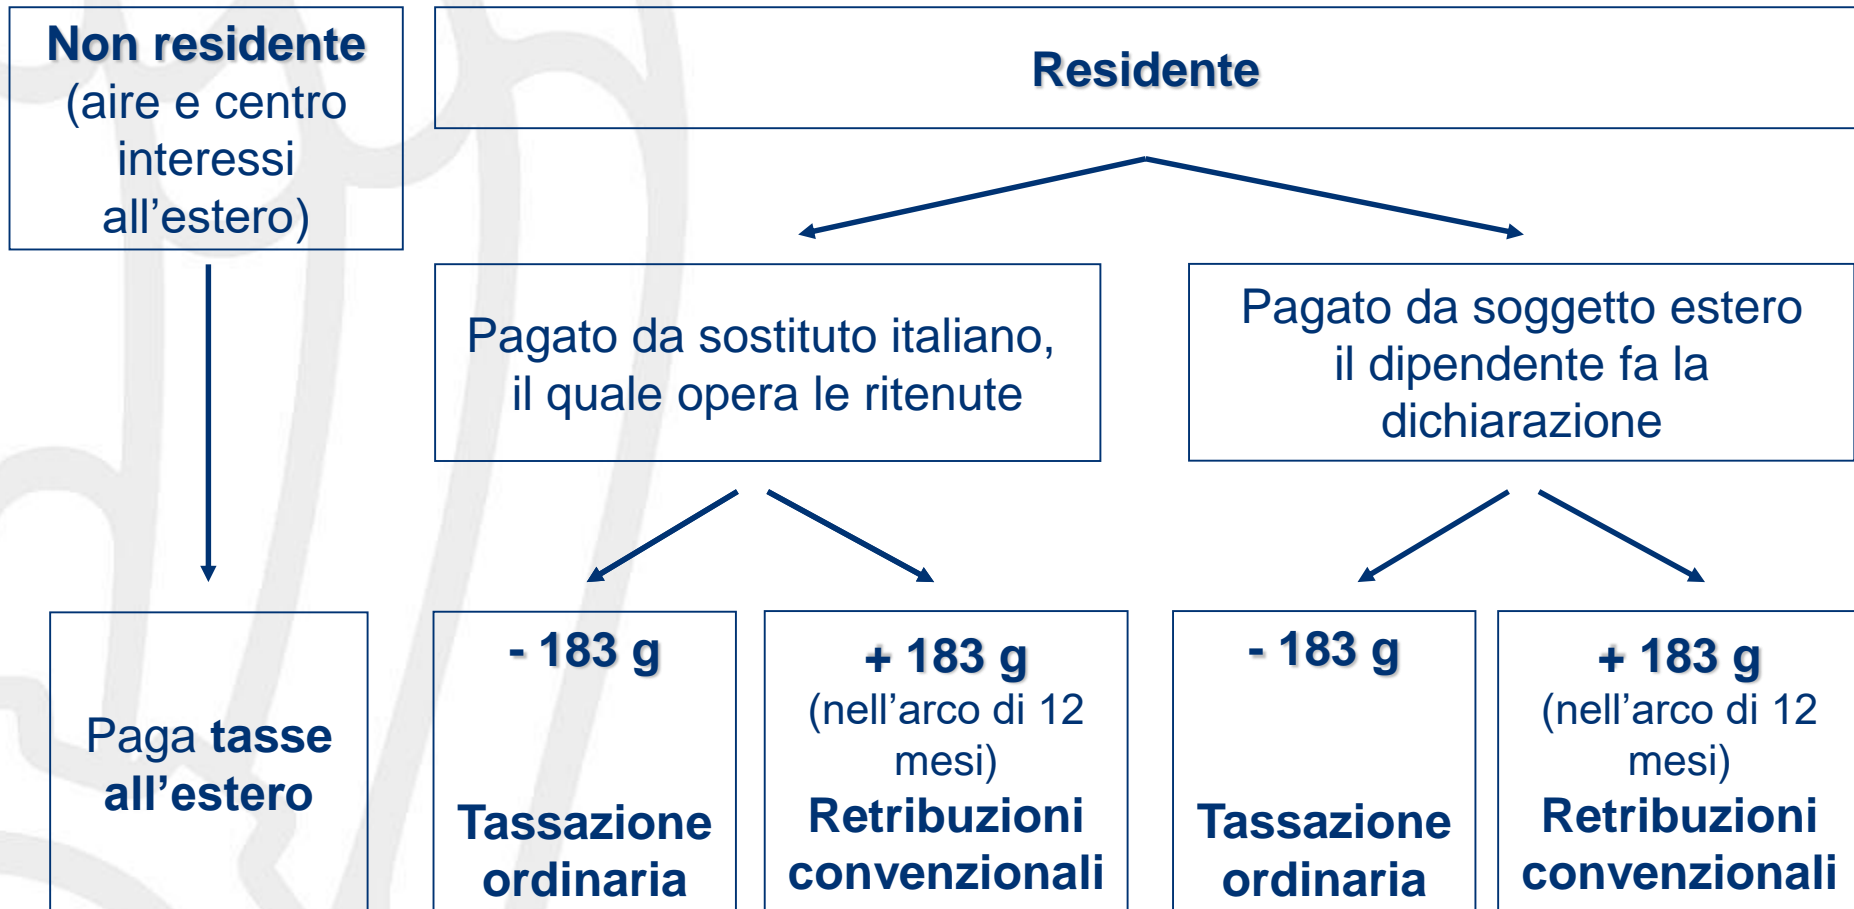 Non residente
(aire e centro
interessi
all’estero)
Residente
Pagato da sostituto italiano,
il quale opera le ritenute
Pagato da soggetto estero
il dipendente fa la
dichiarazione
Paga tasse
all’estero
- 183 g
Tassazione
ordinaria
+ 183 g
(nell’arco di 12
mesi)
Retribuzioni
convenzionali
- 183 g
Tassazione
ordinaria
+ 183 g
(nell’arco di 12
mesi)
Retribuzioni
convenzionali